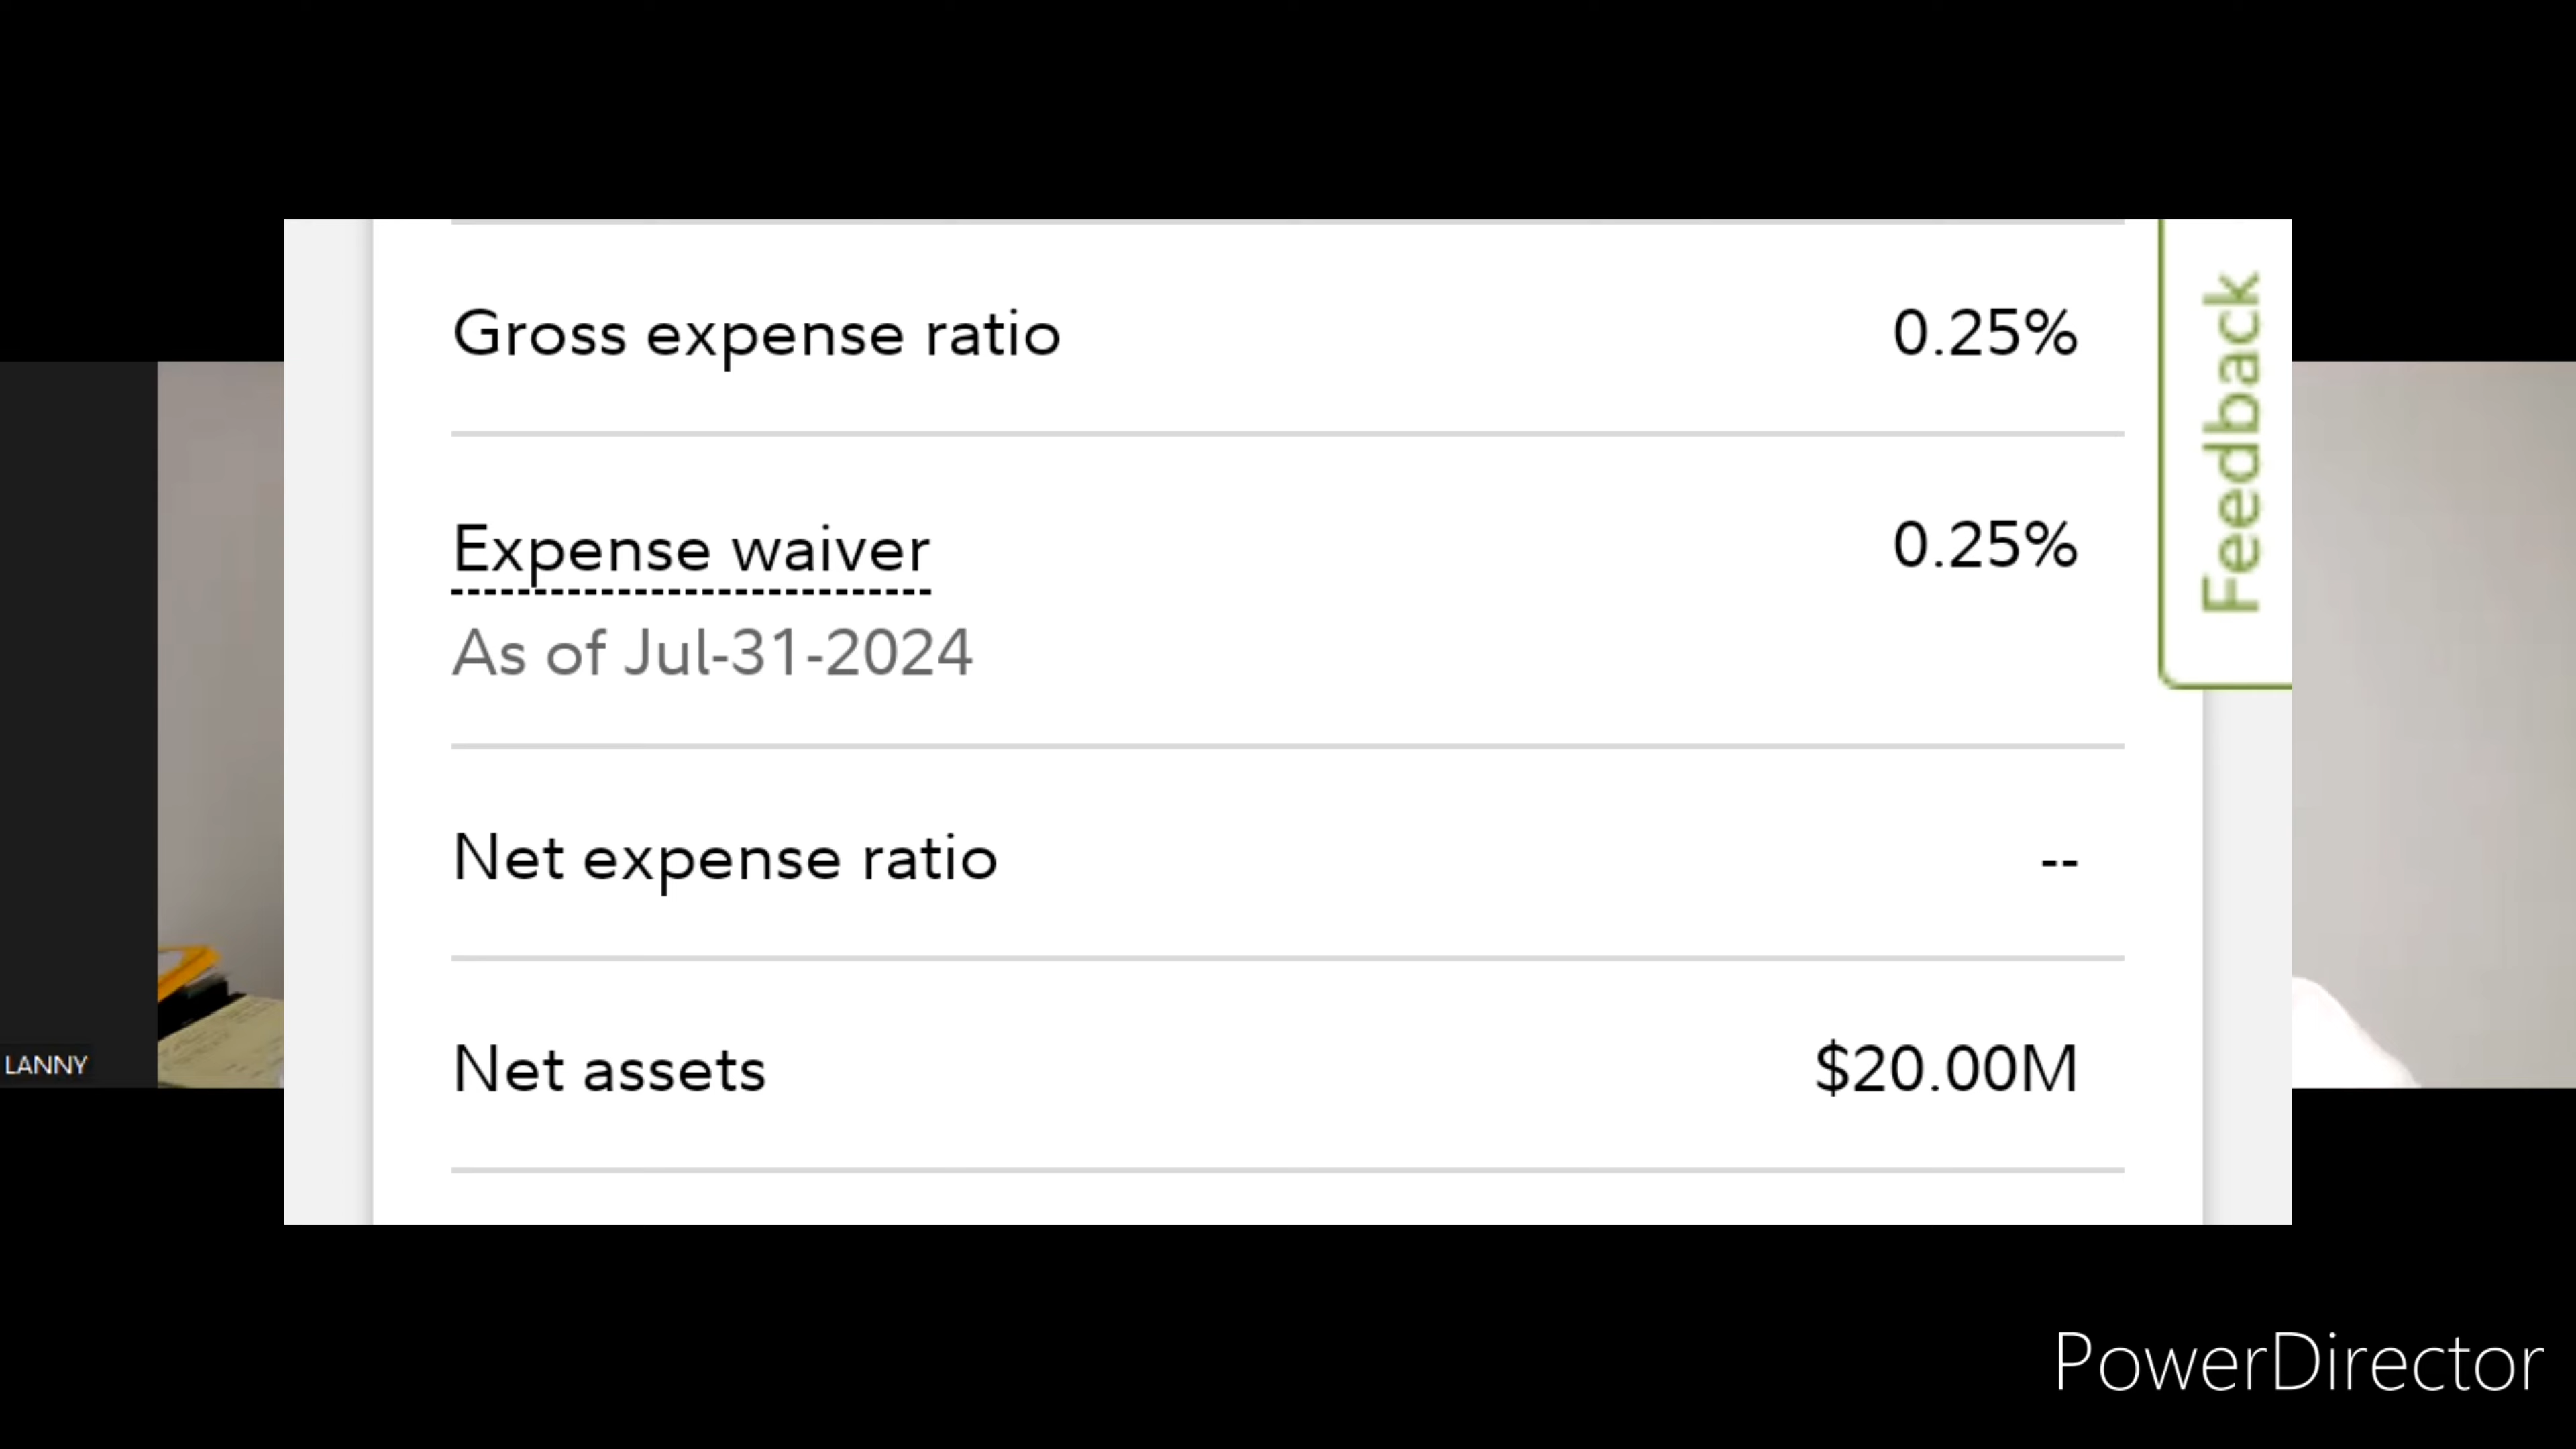 Gross expense ratio 0.25%
Feedback
Expense waiver 0.25%
As of Jul-31-2024
Net expense ratio --
Net assets $20.00M
LANNY
PowerDirector